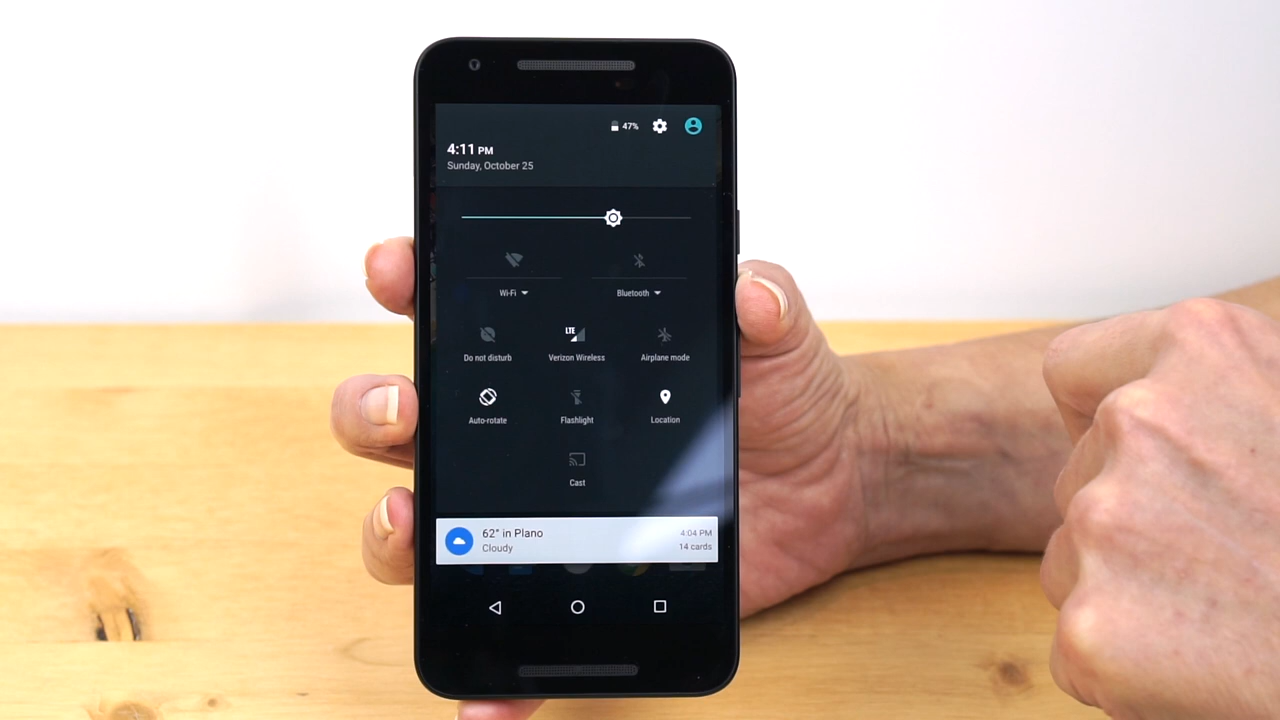 47%
4:11 PM
Sunday, October 25
Wi-Fi
Bluetooth
LTE
Do not disturb
Verizon Wireless
Airplane mode
Auto-rotate
Flashlight
Location
Cast
62° in Plano
4:04 PM
Cloudy
14 cards